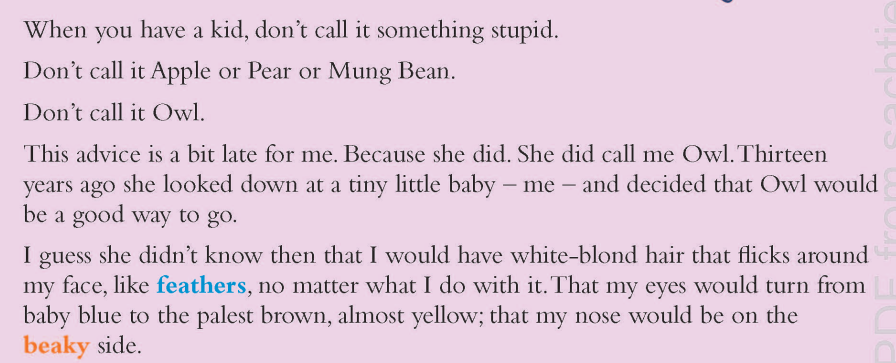 When you have a kid, don't call it something stupid.
Don't call it Apple or Pear or Mung Bean.
Don't call it Owl.
This advice is a bit late for me. Because she did. She did call me Owl. Thirteen
years ago she looked down at a tiny little baby – me – and decided that Owl would
be a good way to go.
I guess she didn't know then that I would have white-blond hair that flicks around
my face, like feathers, no matter what I do with it. That my eyes would turn from
baby blue to the palest brown, almost yellow; that my nose would be on the
beaky side.
PDF from sachtic